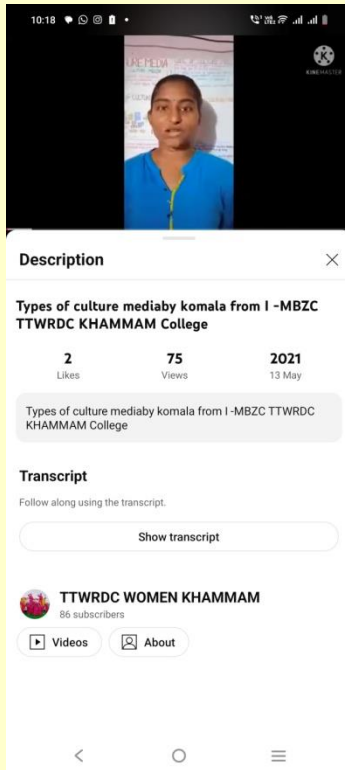 10:18
KINEMASTER
Description
Types of culture mediaby komala from I -MBZC
TTWRDC KHAMMAM College
2
75
2021
Likes
Views
13 May
Types of culture mediaby komala from I -MBZC TTWRDC
KHAMMAM College
Transcript
Follow along using the transcript.
Show transcript
TTWRDC WOMEN KHAMMAM
86 subscribers
Videos
About